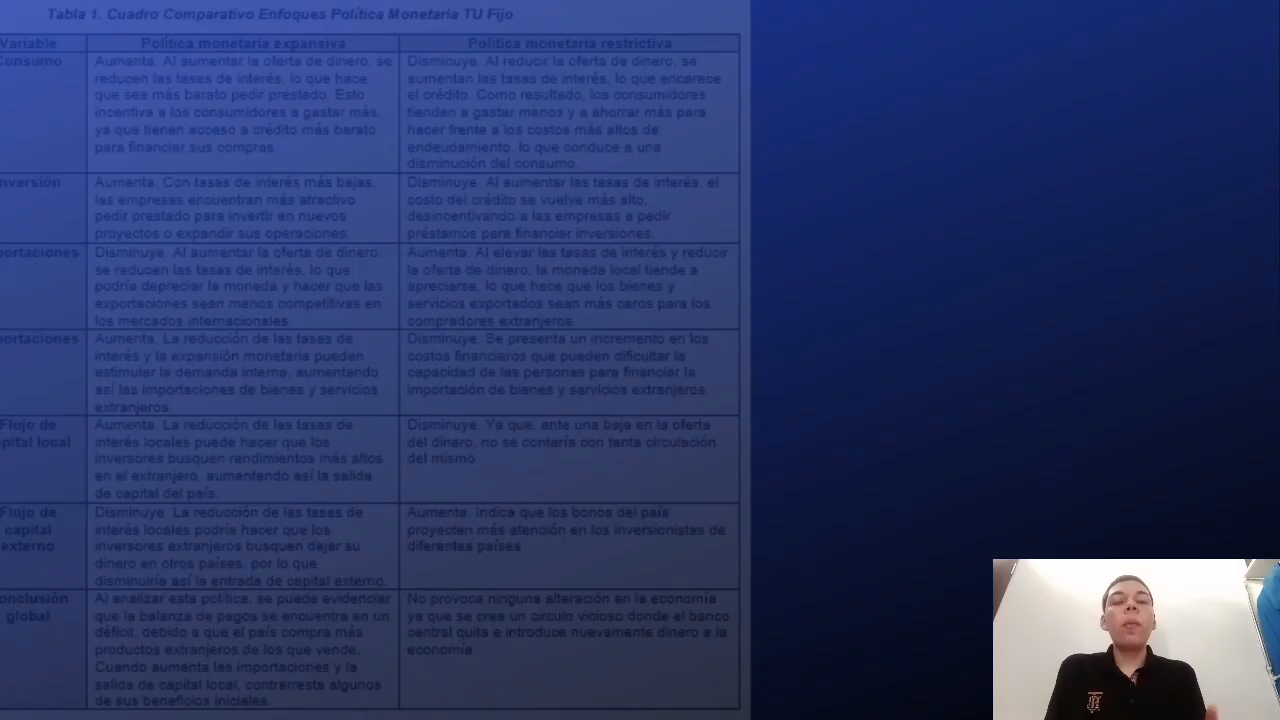 Tabla 1. Cuadro Comparativo Enfoques Política Monetaria TU Fijo
Variable
Política monetaria expansiva
Política monetaria restrictiva
Consumo
Aumenta. Al aumentar la oferta de dinero, se
reducen las tasas de interés, lo que hace
que sea más barato pedir prestado. Esto
incentiva a los consumidores a gastar más,
ya que tienen acceso a crédito más barato
para financiar sus compras.
Disminuye. Al reducir la oferta de dinero, se
aumentan las tasas de interés, lo que encarece
el crédito. Como resultado, los consumidores
tienden a gastar menos y a ahorrar más para
hacer frente a los costos más altos de
endeudamiento, lo que conduce a una
disminución del consumo.
nversión
Aumenta. Con tasas de interés más bajas,
las empresas encuentran más atractivo
pedir prestado para invertir en nuevos
proyectos o expandir sus operaciones.
Disminuye. Al aumentar las tasas de interés, el
costo del crédito se vuelve más alto,
desincentivando a las empresas a pedir
préstamos para financiar inversiones.
portaciones
Disminuye. Al aumentar la oferta de dinero,
se reducen las tasas de interés, lo que
podría depreciar la moneda y hacer que las
exportaciones sean menos competitivas en
los mercados internacionales.
Aumenta. Al elevar las tasas de interés y reducir
la oferta de dinero, la moneda local tiende a
apreciarse, lo que hace que los bienes y
servicios exportados sean más caros para los
compradores extranjeros.
portaciones
Aumenta. La reducción de las tasas de
interés y la expansión monetaria pueden
estimular la demanda interna, aumentando
así las importaciones de bienes y servicios
extranjeros.
Disminuye. Se presenta un incremento en los
costos financieros que pueden dificultar la
capacidad de las personas para financiar la
importación de bienes y servicios extranjeros.
Flujo de
pital local
Aumenta. La reducción de las tasas de
interés locales puede hacer que los
inversores busquen rendimientos más altos
en el extranjero, aumentando así la salida
de capital del país.
Disminuye. Ya que, ante una baja en la oferta
del dinero, no se contaría con tanta circulación
del mismo
Flujo de
capital
externo
Disminuye. La reducción de las tasas de
interés locales podría hacer que los
inversores extranjeros busquen dejar su
dinero en otros países, por lo que
disminuiría así la entrada de capital externo.
Aumenta. Indica que los bonos del país
proyecten más atención en los inversionistas de
diferentes países
onclusión
global
Al analizar esta política, se puede evidenciar
que la balanza de pagos se encuentra en un
déficit, debido a que el país compra más
productos extranjeros de los que vende.
Cuando aumenta las importaciones y la
salida de capital local, contrarresta algunos
de sus beneficios iniciales.
No provoca ninguna alteración en la economía
ya que se crea un circulo vicioso donde el banco
central quita e introduce nuevamente dinero a la
economía